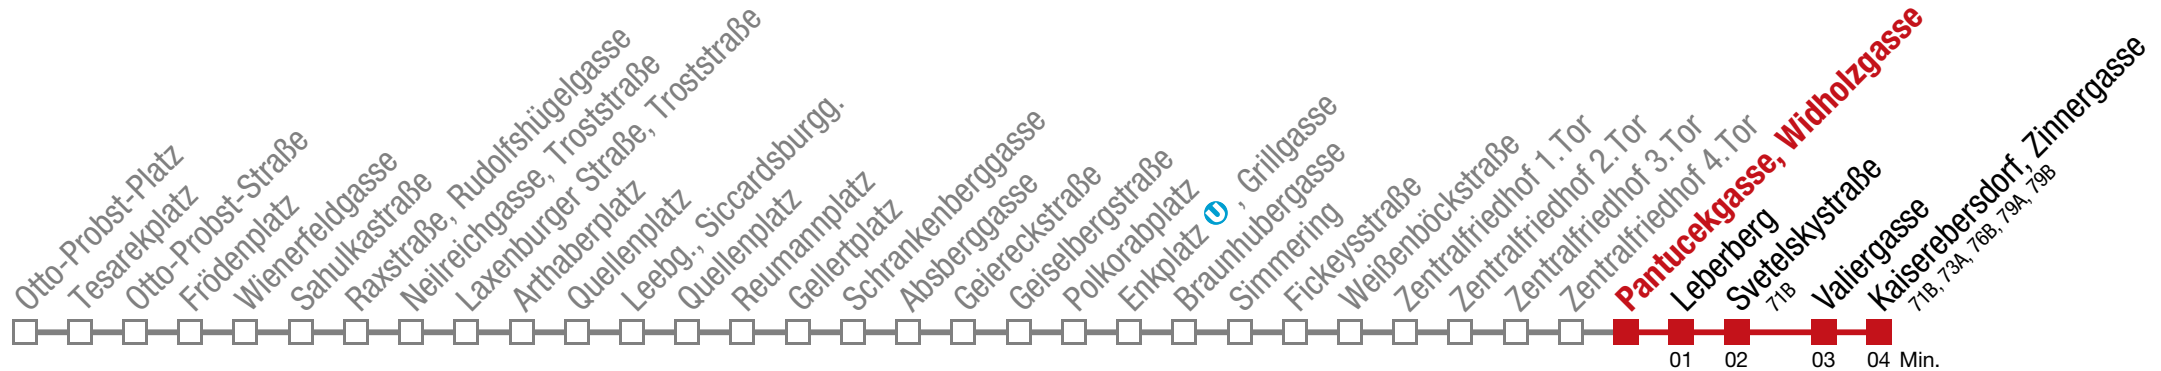 Otto-Probst-Platz
Tesarekplatz
Otto-Probst-Straße
Frödenplatz
Wienerfeldgasse
Sahulkastraße
Raxstraße, Rudolfshügelgasse
Neilreichgasse, Troststraße
Laxenburger Straße, Troststraße
Arthaberplatz
Quellenplatz
Leebg., Siccardsburgg.
Quellenplatz
Reumannplatz
Gellertplatz
Schrankenberggasse
Absberggasse
Geiereckstraße
Geiselbergstraße
Polkorabplatz
Enkplatz U , Grillgasse
Braunhubergasse
Simmering
Fickeysstraße
Weißenböckstraße
Zentralfriedhof 1.Tor
Zentralfriedhof 2.Tor
Zentralfriedhof 3.Tor
Zentralfriedhof 4.Tor
Pantucekgasse, Widholzgasse
Leberberg
Svetelskystraße
71B
Valiergasse
Kaiserebersdorf, Zinnergasse
71B, 73A, 76B, 79A, 79B
01 02 03 04 Min.